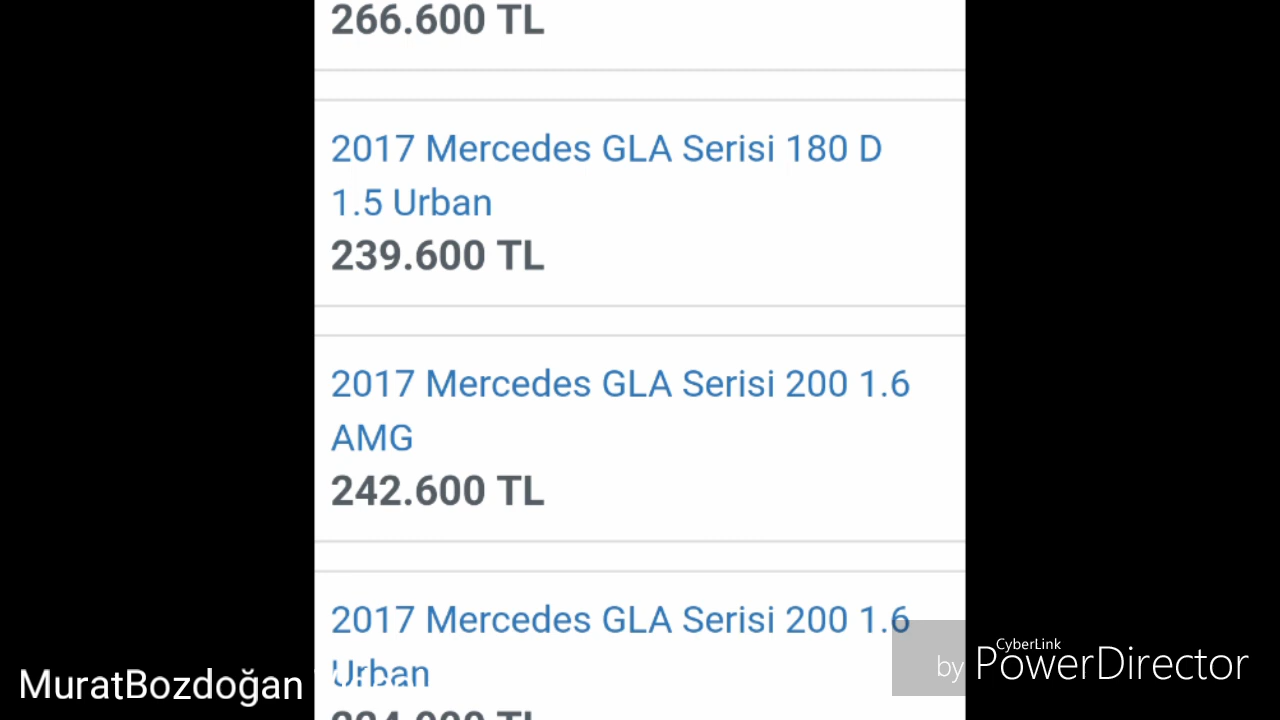 266.600 TL
2017 Mercedes GLA Serisi 180 D
1.5 Urban
239.600 TL
2017 Mercedes GLA Serisi 200 1.6
AMG
242.600 TL
2017 Mercedes GLA Serisi 200 1.6
Urban
TL
MuratBozdoğan
CyberLink
by PowerDirector